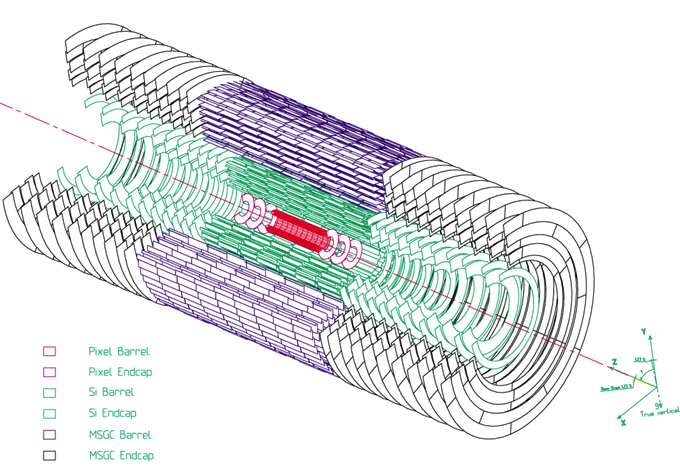 Pixel Barrel
Pixel Endcap
Si Barrel
Si Endcap
MSGC Barrel
MSGC Endcap
Y
Z
X
g
True vertical